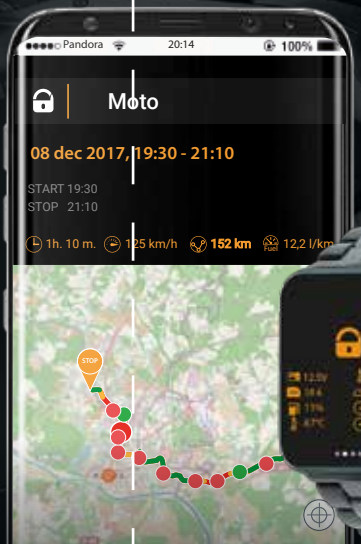 Pandora 20:14 100%
Moto
08 dec 2017, 19:30 - 21:10
START 19:30
STOP 21:10
1h. 10 m. 125 km/h 152 km Fuel 12,2 l/km
STOP
12.5V
11%